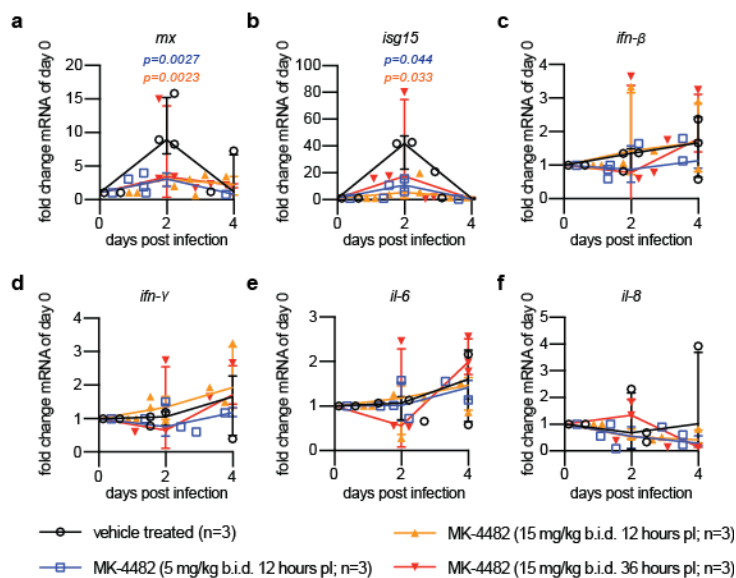 a
mx
p=0.0027
p=0.0023
fold change mRNA of day 0
20
15
10
5
0
0
2
4
days post infection
b
isg15
p=0.044
p=0.033
fold change mRNA of day 0
100
80
60
40
20
0
0
2
4
days post infection
c
ifn-β
fold change mRNA of day 0
4
3
2
1
0
0
2
4
days post infection
d
ifn-γ
fold change mRNA of day 0
4
3
2
1
0
0
2
4
days post infection
e
il-6
fold change mRNA of day 0
3
2
1
0
0
2
4
days post infection
f
il-8
fold change mRNA of day 0
5
4
3
2
1
0
0
2
4
days post infection
vehicle treated (n=3)
MK-4482 (15 mg/kg b.i.d. 12 hours pI; n=3)
MK-4482 (5 mg/kg b.i.d. 12 hours pI; n=3)
MK-4482 (15 mg/kg b.i.d. 36 hours pI; n=3)